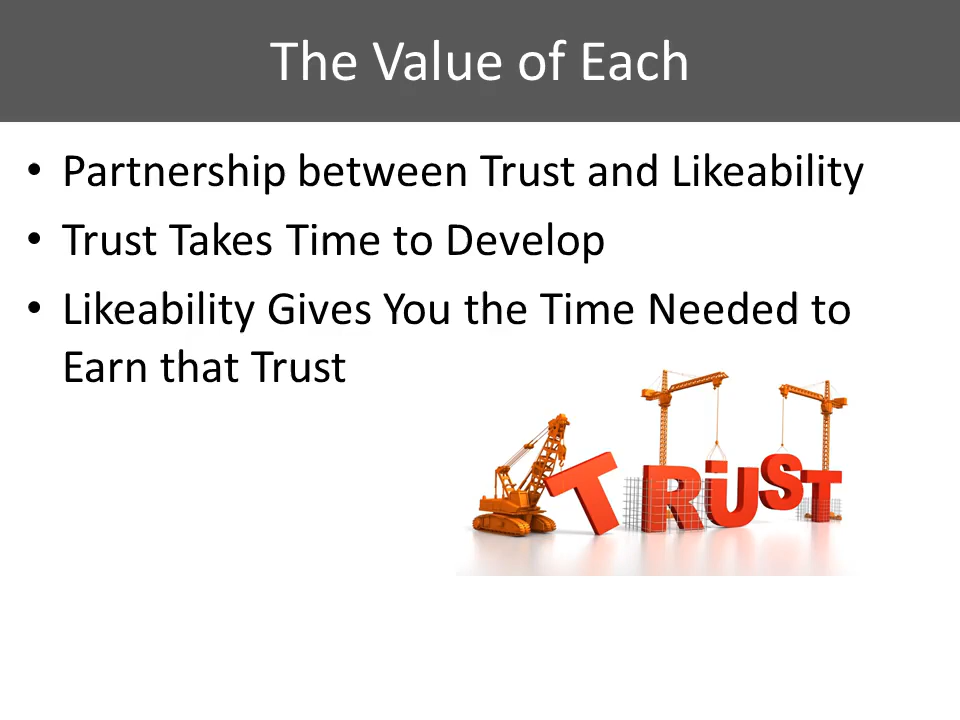 The Value of Each
• Partnership between Trust and Likeability
• Trust Takes Time to Develop
• Likeability Gives You the Time Needed to
Earn that Trust
TRUST